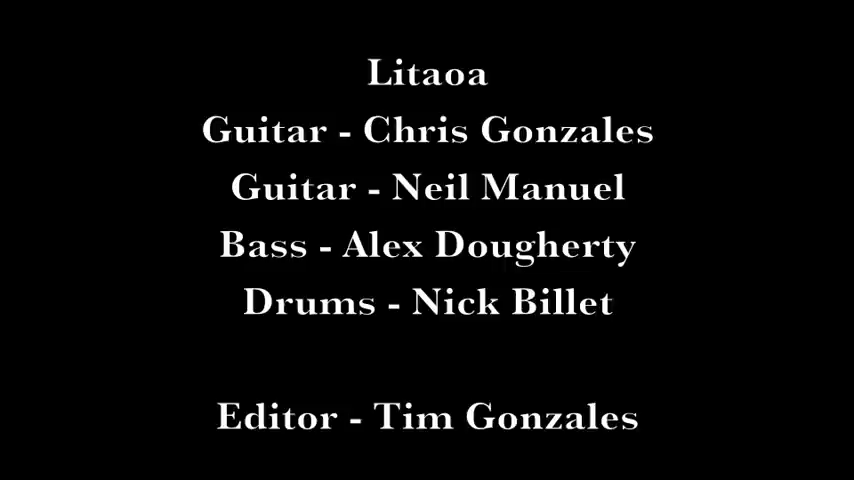 Litaoa
Guitar - Chris Gonzales
Guitar - Neil Manuel
Bass - Alex Dougherty
Drums - Nick Billet
Editor - Tim Gonzales